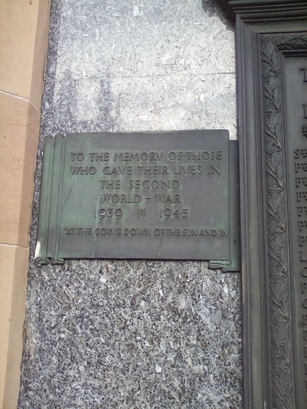 TO THE MEMORY OF THOSE
WHO GAVE THEIR LIVES IN
THE SECOND
WORLD-WAR
1939 1945
"AT THE GOING DOWN OF THE SUN AND IN